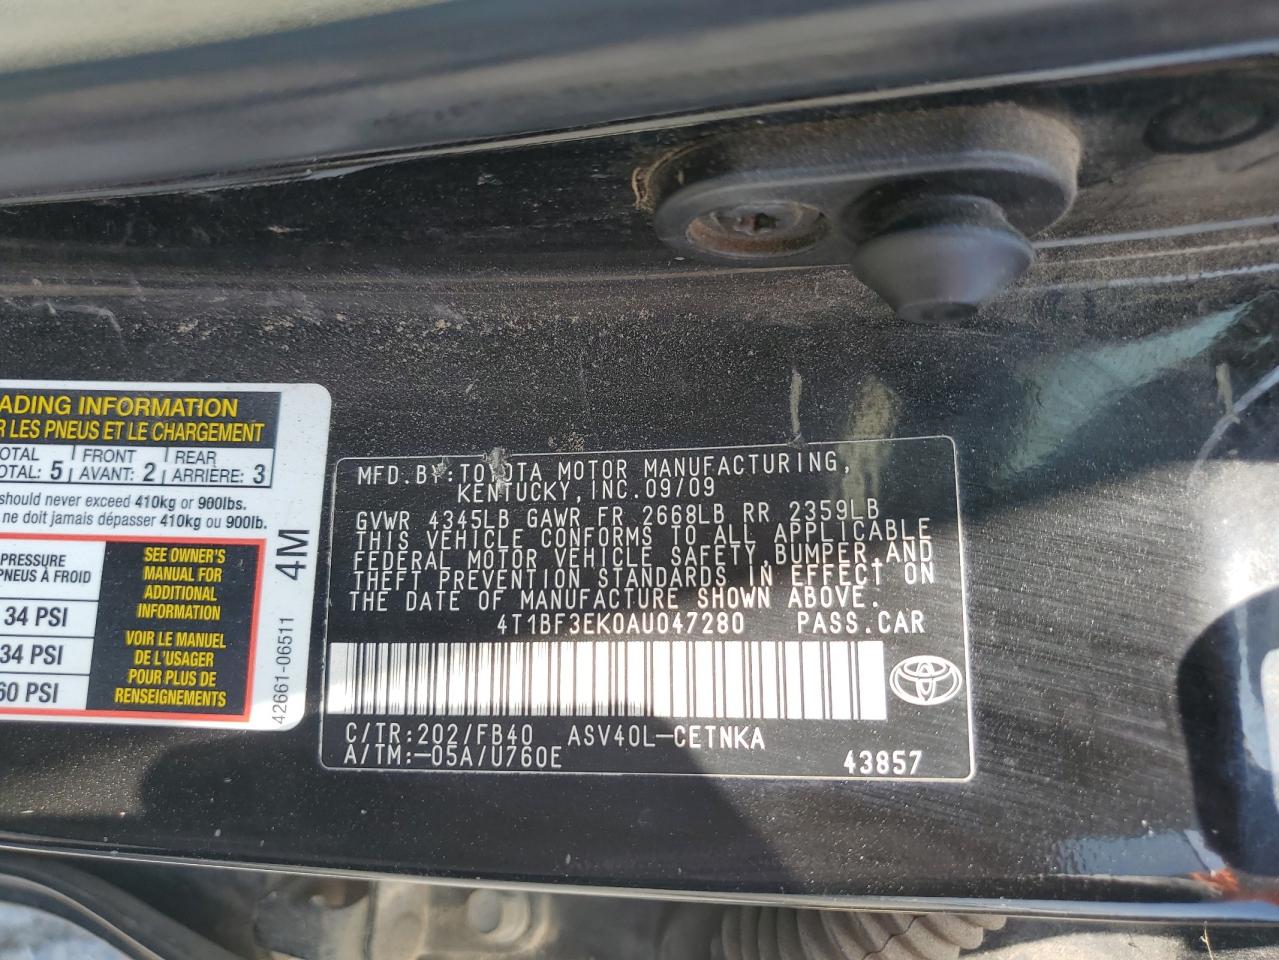 ADING INFORMATION
R LES PNEUS ET LE CHARGEMENT
OTAL
OTAL: 5
FRONT
AVANT: 2
REAR
ARRIÈRE: 3
should never exceed 410kg or 900lbs.
ne doit jamais dépasser 410kg ou 900lb.
PRESSURE
PNEUS À FROID
34 PSI
34 PSI
60 PSI
SEE OWNER'S
MANUAL FOR
ADDITIONAL
INFORMATION
VOIR LE MANUEL
DE L'USAGER
POUR PLUS DE
RENSEIGNEMENTS
4M
42661-06511
MFD. BY: TOYOTA MOTOR MANUFACTURING,
KENTUCKY, INC. 09/09
GVWR 4345LB GAWR FR 2668LB RR 2359LB
THIS VEHICLE CONFORMS TO ALL APPLICABLE
FEDERAL MOTOR VEHICLE SAFETY, BUMPER, AND
THEFT PREVENTION STANDARDS IN EFFECT ON
THE DATE OF MANUFACTURE SHOWN ABOVE.
4T1BF3EK0AU047280 PASS. CAR
C/TR: 202/FB40 ASV40L-CETNKA
A/TM: -05A/U760E 43857